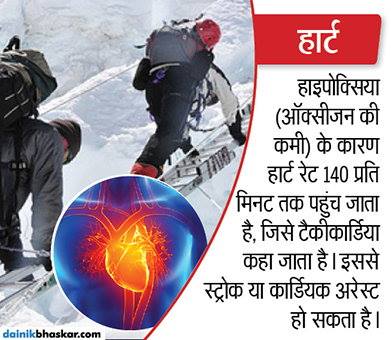 हार्ट
हाइपोक्सिया
(ऑक्सीजन की
कमी) के कारण
हार्ट रेट 140 प्रति
मिनट तक पहुंच जाता
है, जिसे टैकीकार्डिया
कहा जाता है। इससे
स्ट्रोक या कार्डियक अरेस्ट
हो सकता है।
dainikbhaskar.com